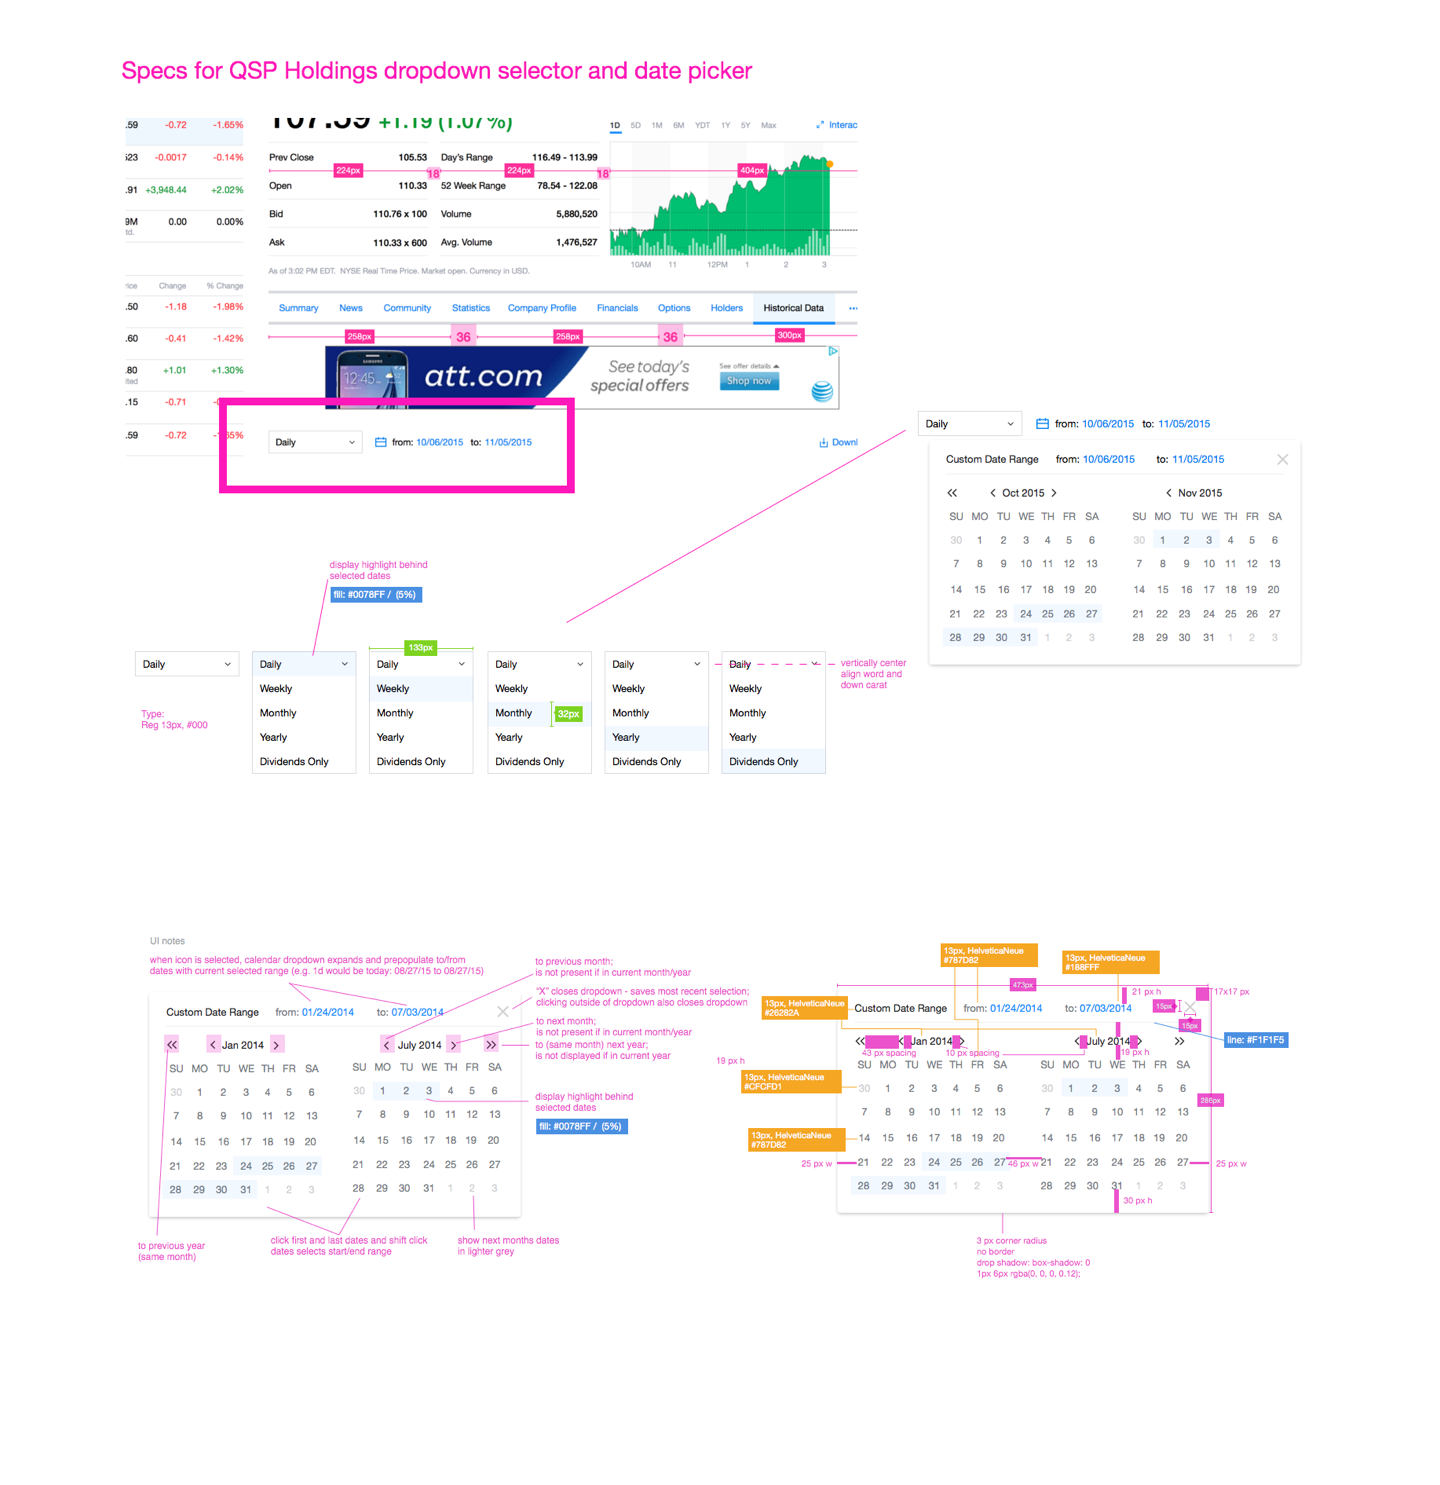 Specs for QSP Holdings dropdown selector and date picker
.59 -0.72 -1.65%
523 -0.0017 -0.14%
.91 +3,948.44 +2.02%
9M 0.00 0.00%
td.
rice Change % Change
.50 -1.18 -1.98%
.60 -0.41 -1.42%
.80 +1.01 +1.30%
ited
.15 -0.71
.59 -0.72 65%
107.59 +1.19 (1.07%)
1D 5D 1M 6M YDT 1Y 5Y Max Interac
Prev Close 105.53 Day's Range 116.49 - 113.99
224px 18 224px 18 404px
Open 110.33 52 Week Range 78.54 - 122.08
Bid 110.76 x 100 Volume 5,880,520
Ask 110.33 x 600 Avg. Volume 1,476,527
10AM 11 12PM 1 2 3
As of 3:02 PM EDT. NYSE Real Time Price. Market open. Currency in USD.
Summary News Community Statistics Company Profile Financials Options Holders Historical Data
258px 36 258px 36 300px
SAMSUNG
12:45
att.com
See today's
special offers
See offer details
Shop now
at&t
Daily from: 10/06/2015 to: 11/05/2015 Downl
Daily from: 10/06/2015 to: 11/05/2015
Custom Date Range from: 10/06/2015 to: 11/05/2015
Oct 2015 Nov 2015
SU MO TU WE TH FR SA SU MO TU WE TH FR SA
30 1 2 3 4 5 6 30 1 2 3 4 5 6
7 8 9 10 11 12 13 7 8 9 10 11 12 13
14 15 16 17 18 19 20 14 15 16 17 18 19 20
21 22 23 24 25 26 27 21 22 23 24 25 26 27
28 29 30 31 1 2 3 28 29 30 31 1 2 3
display highlight behind
selected dates
fill: #0078FF / (5%)
133px
Daily Daily Daily Daily Daily Daily
Weekly Weekly Weekly Weekly Weekly
Monthly Monthly Monthly 32px Monthly Monthly
Yearly Yearly Yearly Yearly Yearly
Dividends Only Dividends Only Dividends Only Dividends Only Dividends Only
Type:
Reg 13px, #000
vertically center
align word and
down carat
UI notes
when icon is selected, calendar dropdown expands and prepopulate to/from
dates with current selected range (e.g. 1d would be today: 08/27/15 to 08/27/15)
Custom Date Range from: 01/24/2014 to: 07/03/2014
Jan 2014 July 2014
SU MO TU WE TH FR SA SU MO TU WE TH FR SA
30 1 2 3 4 5 6 30 1 2 3 4 5 6
7 8 9 10 11 12 13 7 8 9 10 11 12 13
14 15 16 17 18 19 20 14 15 16 17 18 19 20
21 22 23 24 25 26 27 21 22 23 24 25 26 27
28 29 30 31 1 2 3 28 29 30 31 1 2 3
to previous month;
is not present if in current month/year
"X" closes dropdown - saves most recent selection;
clicking outside of dropdown also closes dropdown
to next month;
is not present if in current month/year
to (same month) next year;
is not displayed if in current year
display highlight behind
selected dates
fill: #0078FF / (5%)
to previous year
(same month)
click first and last dates and shift click
dates selects start/end range
show next months dates
in lighter grey
13px, HelveticaNeue
#787D82
13px, HelveticaNeue
#188FFF
473px
21 px h
17x17 px
13px, HelveticaNeue
#26282A
Custom Date Range from: 01/24/2014 to: 07/03/2014
15px
15px
line: #F1F1F5
Jan 2014 July 2014
43 px spacing 10 px spacing 19 px h
19 px h
SU MO TU WE TH FR SA SU MO TU WE TH FR SA
13px, HelveticaNeue
#CFCFD1
30 1 2 3 4 5 6 30 1 2 3 4 5 6
286px
7 8 9 10 11 12 13 7 8 9 10 11 12 13
13px, HelveticaNeue
#787D82
14 15 16 17 18 19 20 14 15 16 17 18 19 20
25 px w 21 22 23 24 25 26 27 46 px w 21 22 23 24 25 26 27 25 px w
28 29 30 31 1 2 3 28 29 30 31 1 2 3
30 px h
3 px corner radius
no border
drop shadow: box-shadow: 0
1px 6px rgba(0, 0, 0, 0.12);